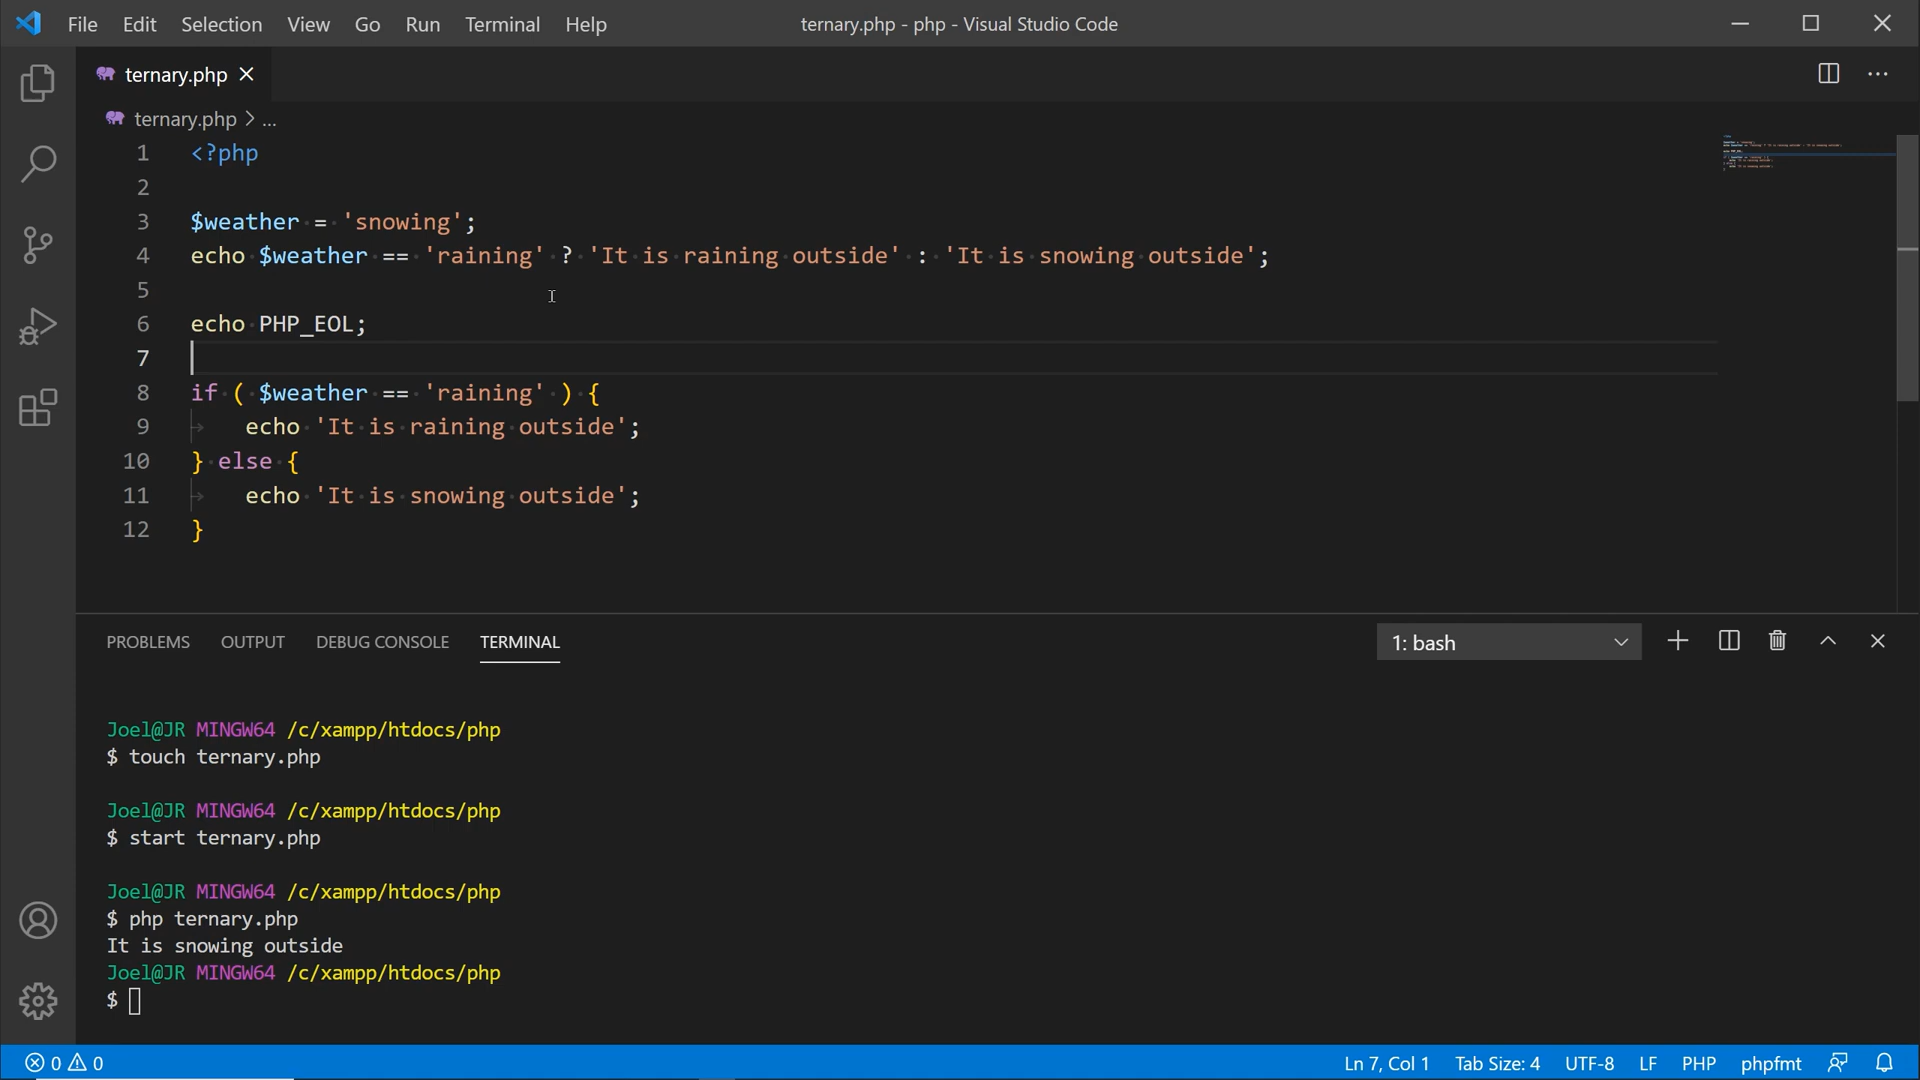 File Edit Selection View Go Run Terminal Help ternary.php - php - Visual Studio Code
ternary.php
ternary.php > ...
1 <?php
2
3 $weather = 'snowing';
4 echo $weather == 'raining' ? 'It is raining outside' : 'It is snowing outside';
5
6 echo PHP_EOL;
7
8 if ( $weather == 'raining' ) {
9 echo 'It is raining outside';
10 } else {
11 echo 'It is snowing outside';
12 }
PROBLEMS OUTPUT DEBUG CONSOLE TERMINAL 1: bash
Joel@JR MINGW64 /c/xampp/htdocs/php
$ touch ternary.php
Joel@JR MINGW64 /c/xampp/htdocs/php
$ start ternary.php
Joel@JR MINGW64 /c/xampp/htdocs/php
$ php ternary.php
It is snowing outside
Joel@JR MINGW64 /c/xampp/htdocs/php
$
0 0 Ln 7, Col 1 Tab Size: 4 UTF-8 LF PHP phpfmt